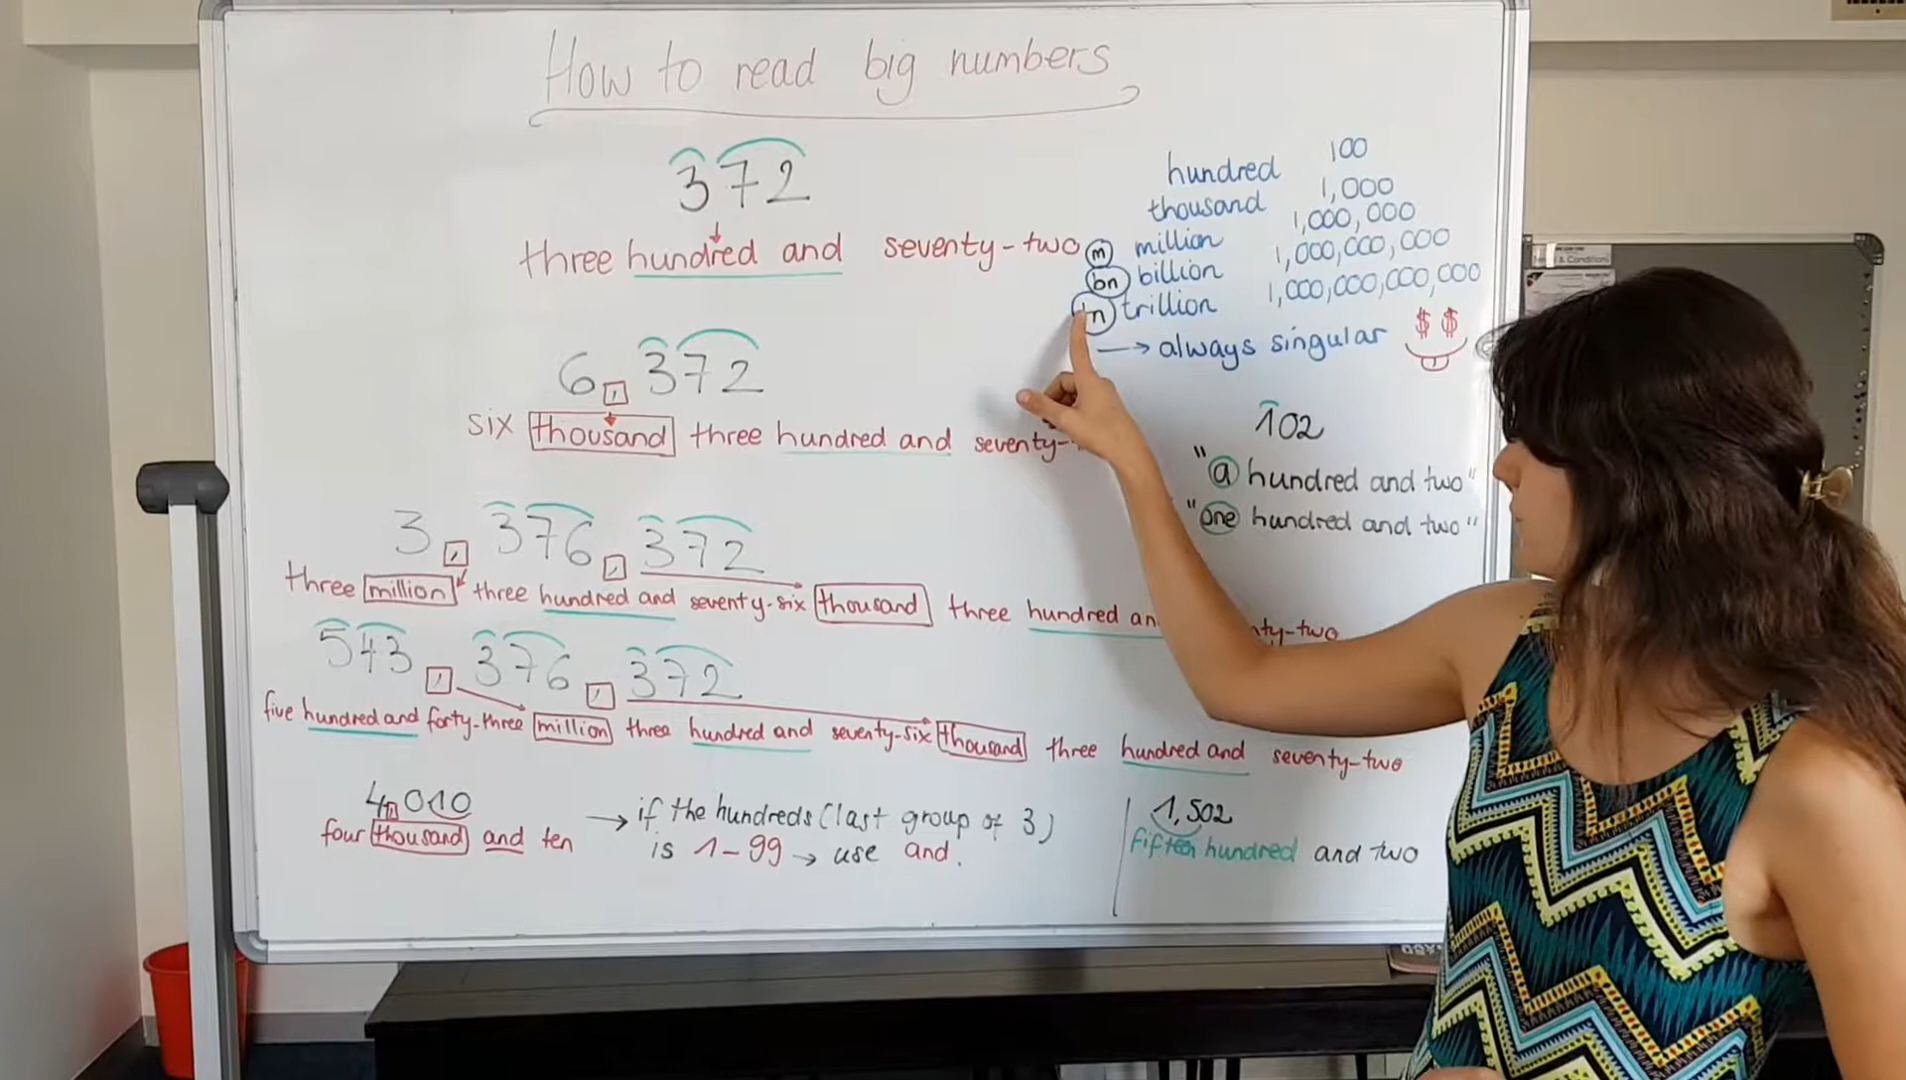 How to read big numbers
372
three hundred and seventy-two
6,372
six thousand three hundred and seventy-
3,376,372
three million three hundred and seventy-six thousand three hundred an ty-two
543,376,372
five hundred and forty-three million three hundred and seventy-six thousand three hundred and seventy-two
4,010
four thousand and ten
→ if the hundreds (last group of 3)
is 1-99 → use and.
hundred 100
thousand 1,000
m million 1,000,000
bn billion 1,000,000,000
tn trillion 1,000,000,000,000
→ always singular $ $
102
"a hundred and two"
"one hundred and two"
1,502
fifteen hundred and two